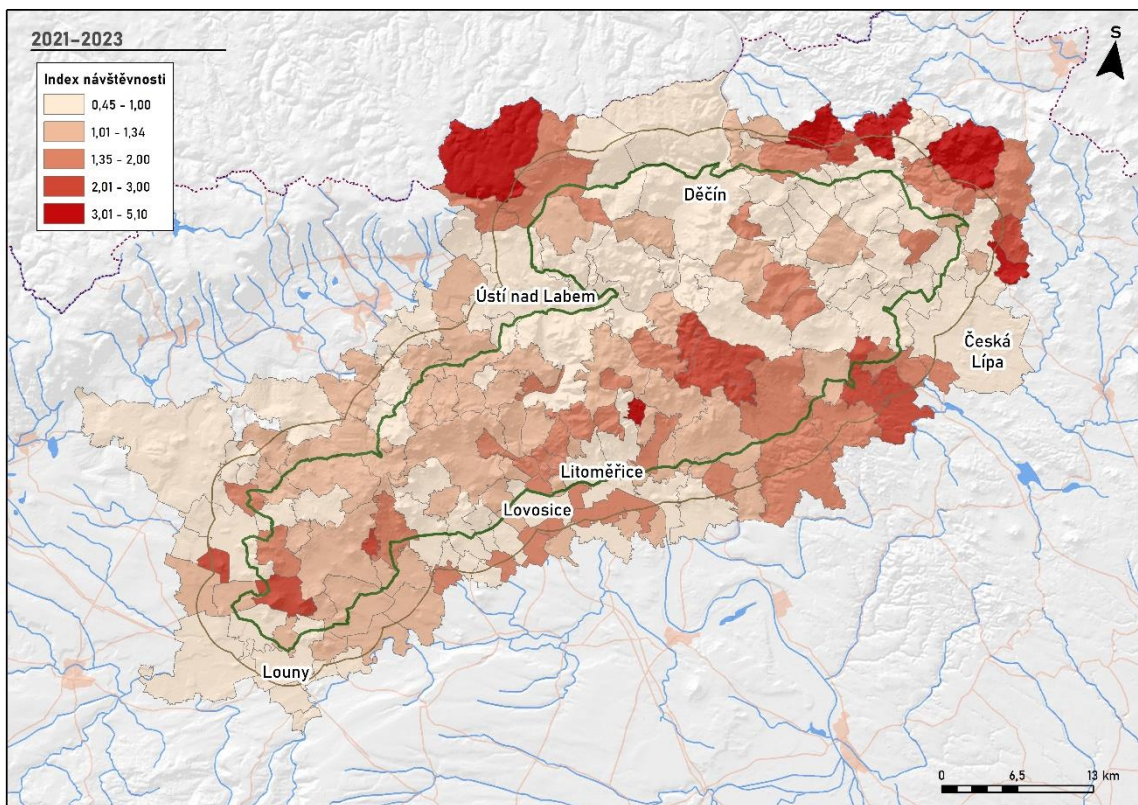 2021–2023
Index návštěvnosti
0,45 - 1,00
1,01 - 1,34
1,35 - 2,00
2,01 - 3,00
3,01 - 5,10
S
Děčín
Ústí nad Labem
Česká
Lípa
Litoměřice
Lovosice
Louny
0 6,5 13 km